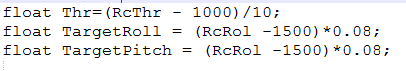 float Thr=(RcThr - 1000)/10;
float TargetRoll = (RcRol -1500)*0.08;
float TargetPitch = (RcRol -1500)*0.08;